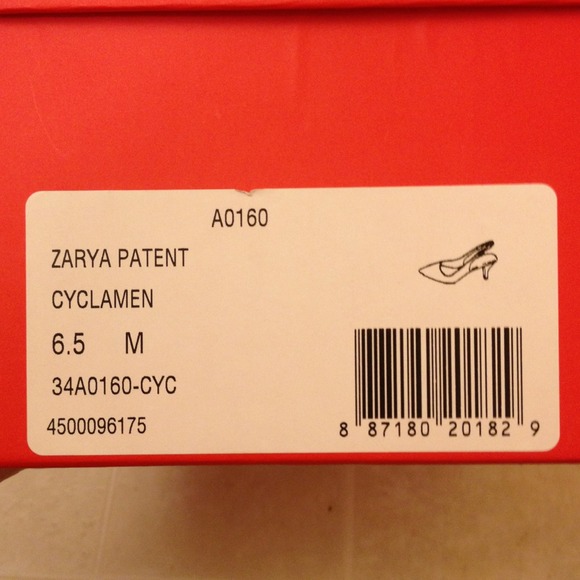 A0160
ZARYA PATENT
CYCLAMEN
6.5 M
34A0160-CYC
4500096175
8 87180 20182 9